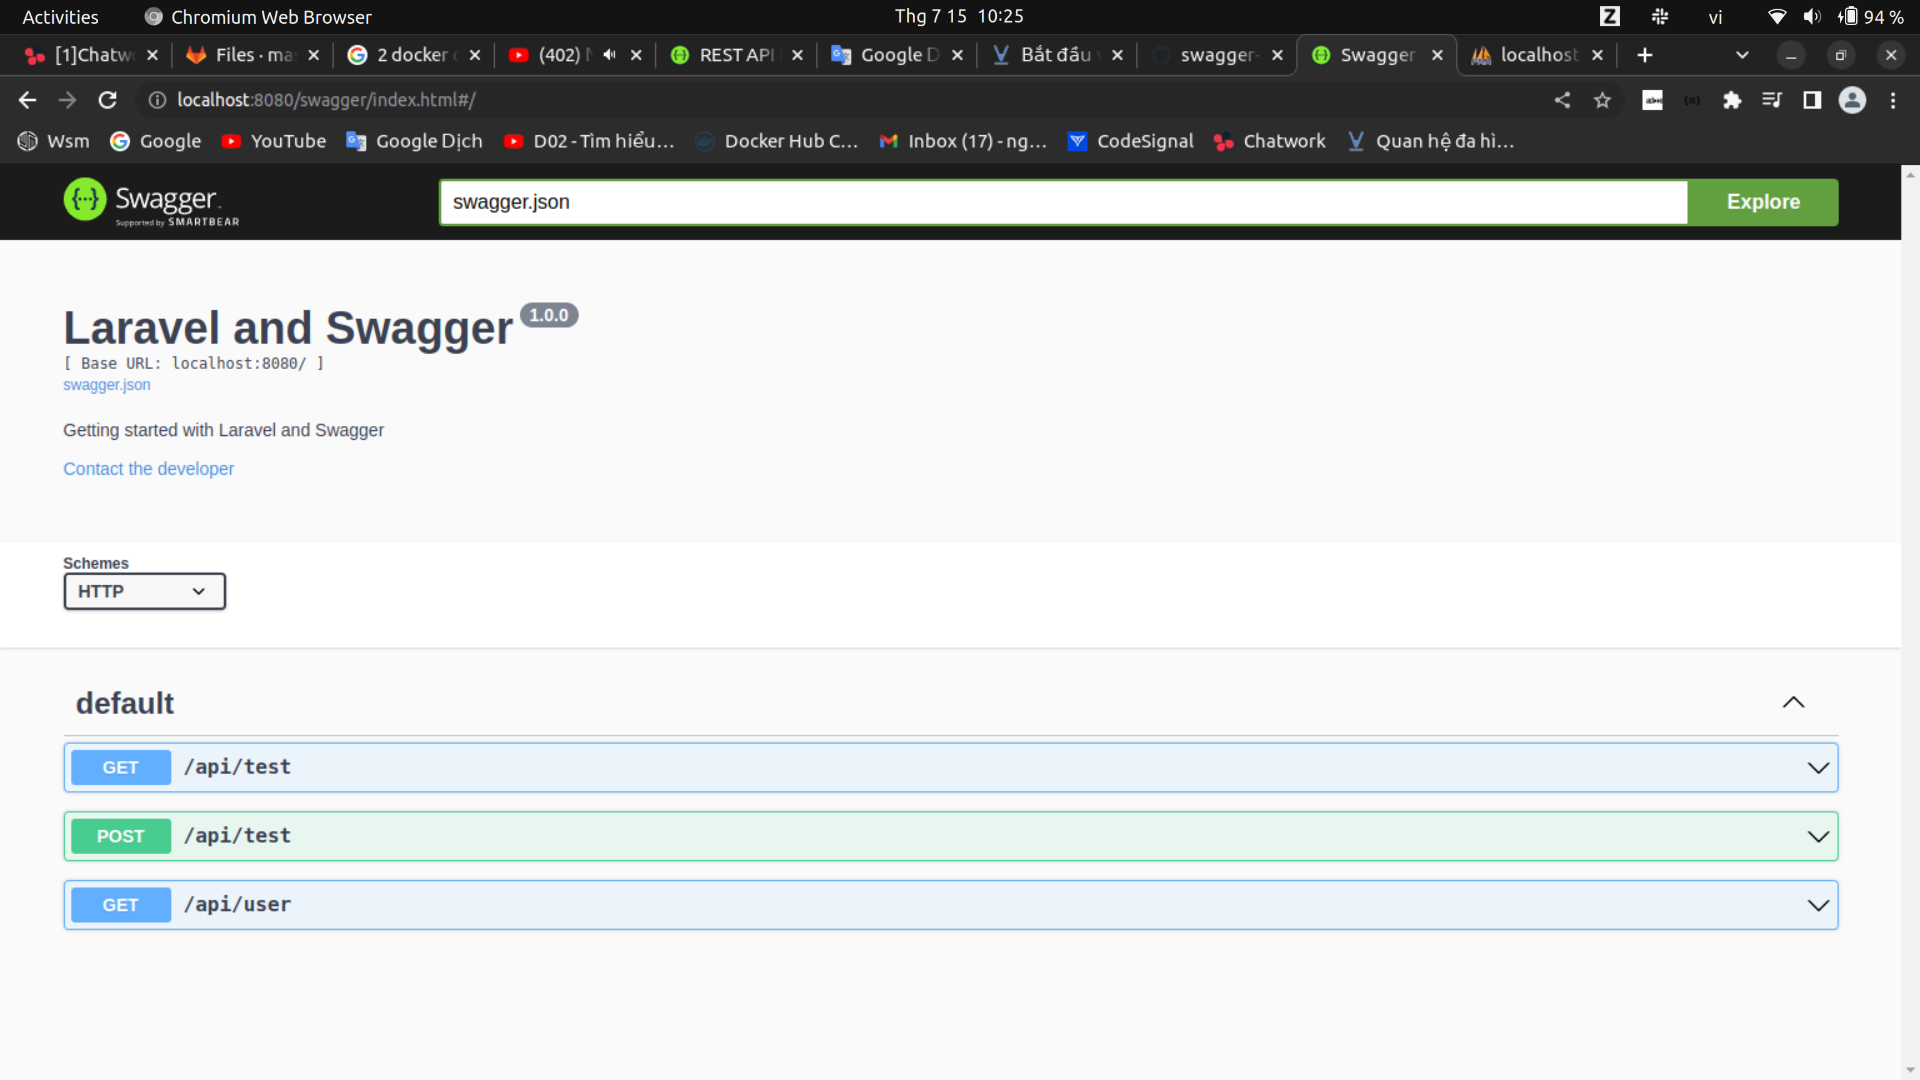 Activities
Chromium Web Browser
Thg 7 15 10:25
vi
94 %
[1]Chatw
Files · ma
2 docker
(402)
REST API
Google D
Bắt đầu
swagger-
Swagger
localhost
localhost:8080/swagger/index.html#/
Wsm
Google
YouTube
Google Dịch
D02 - Tìm hiểu…
Docker Hub C…
Inbox (17) - ng…
CodeSignal
Chatwork
Quan hệ đa hì…
Swagger
Supported by SMARTBEAR
swagger.json
Explore
Laravel and Swagger 1.0.0
[ Base URL: localhost:8080/ ]
swagger.json
Getting started with Laravel and Swagger
Contact the developer
Schemes
HTTP
default
GET /api/test
POST /api/test
GET /api/user